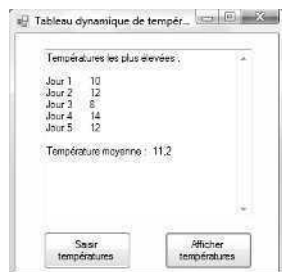 Tableau dynamique de tempér...
Températures les plus élevées :
Jour 1 10
Jour 2 12
Jour 3 8
Jour 4 14
Jour 5 12
Température moyenne : 11,2
Saisir températures
Afficher températures